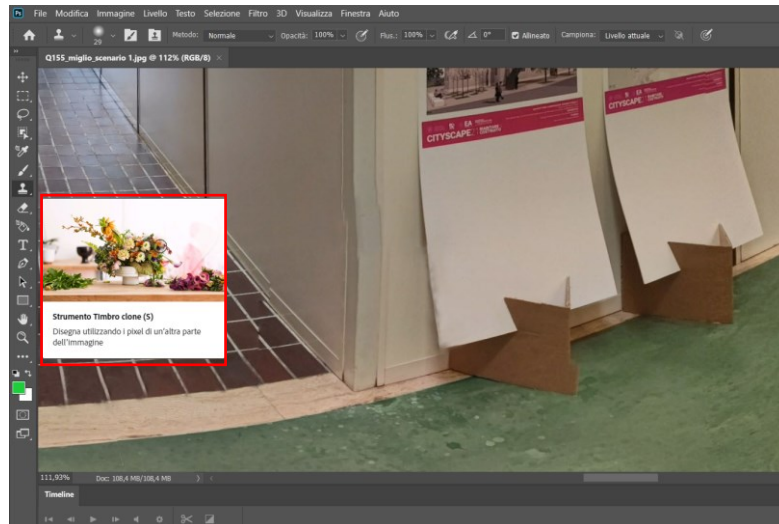 Ps File Modifica Immagine Livello Testo Selezione Filtro 3D Visualizza Finestra Aiuto
29 Metodo: Normale Opacità: 100% Flus.: 100% 0° Allineato Campiona: Livello attuale
Q155_miglio_scenario 1.jpg @ 112% (RGB/8) ×
CITYSCAPE
CITYSCAPE
Strumento Timbro clone (S)
Disegna utilizzando i pixel di un'altra parte
dell'immagine
111,93% Doc: 108,4 MB/108,4 MB
Timeline